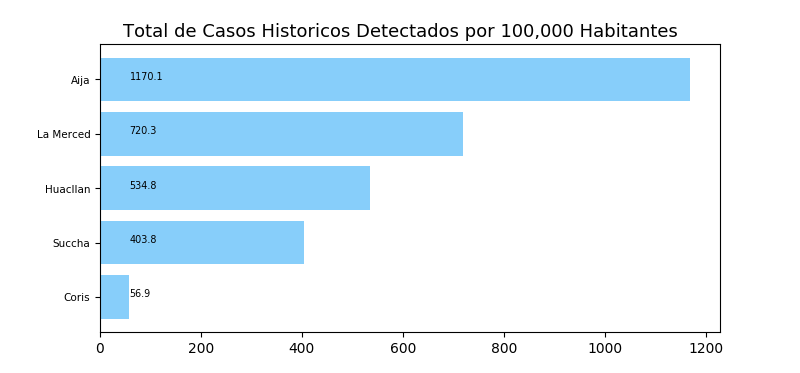 Total de Casos Historicos Detectados por 100,000 Habitantes
Aija 1170.1
La Merced 720.3
Huacllan 534.8
Succha 403.8
Coris 56.9
0 200 400 600 800 1000 1200